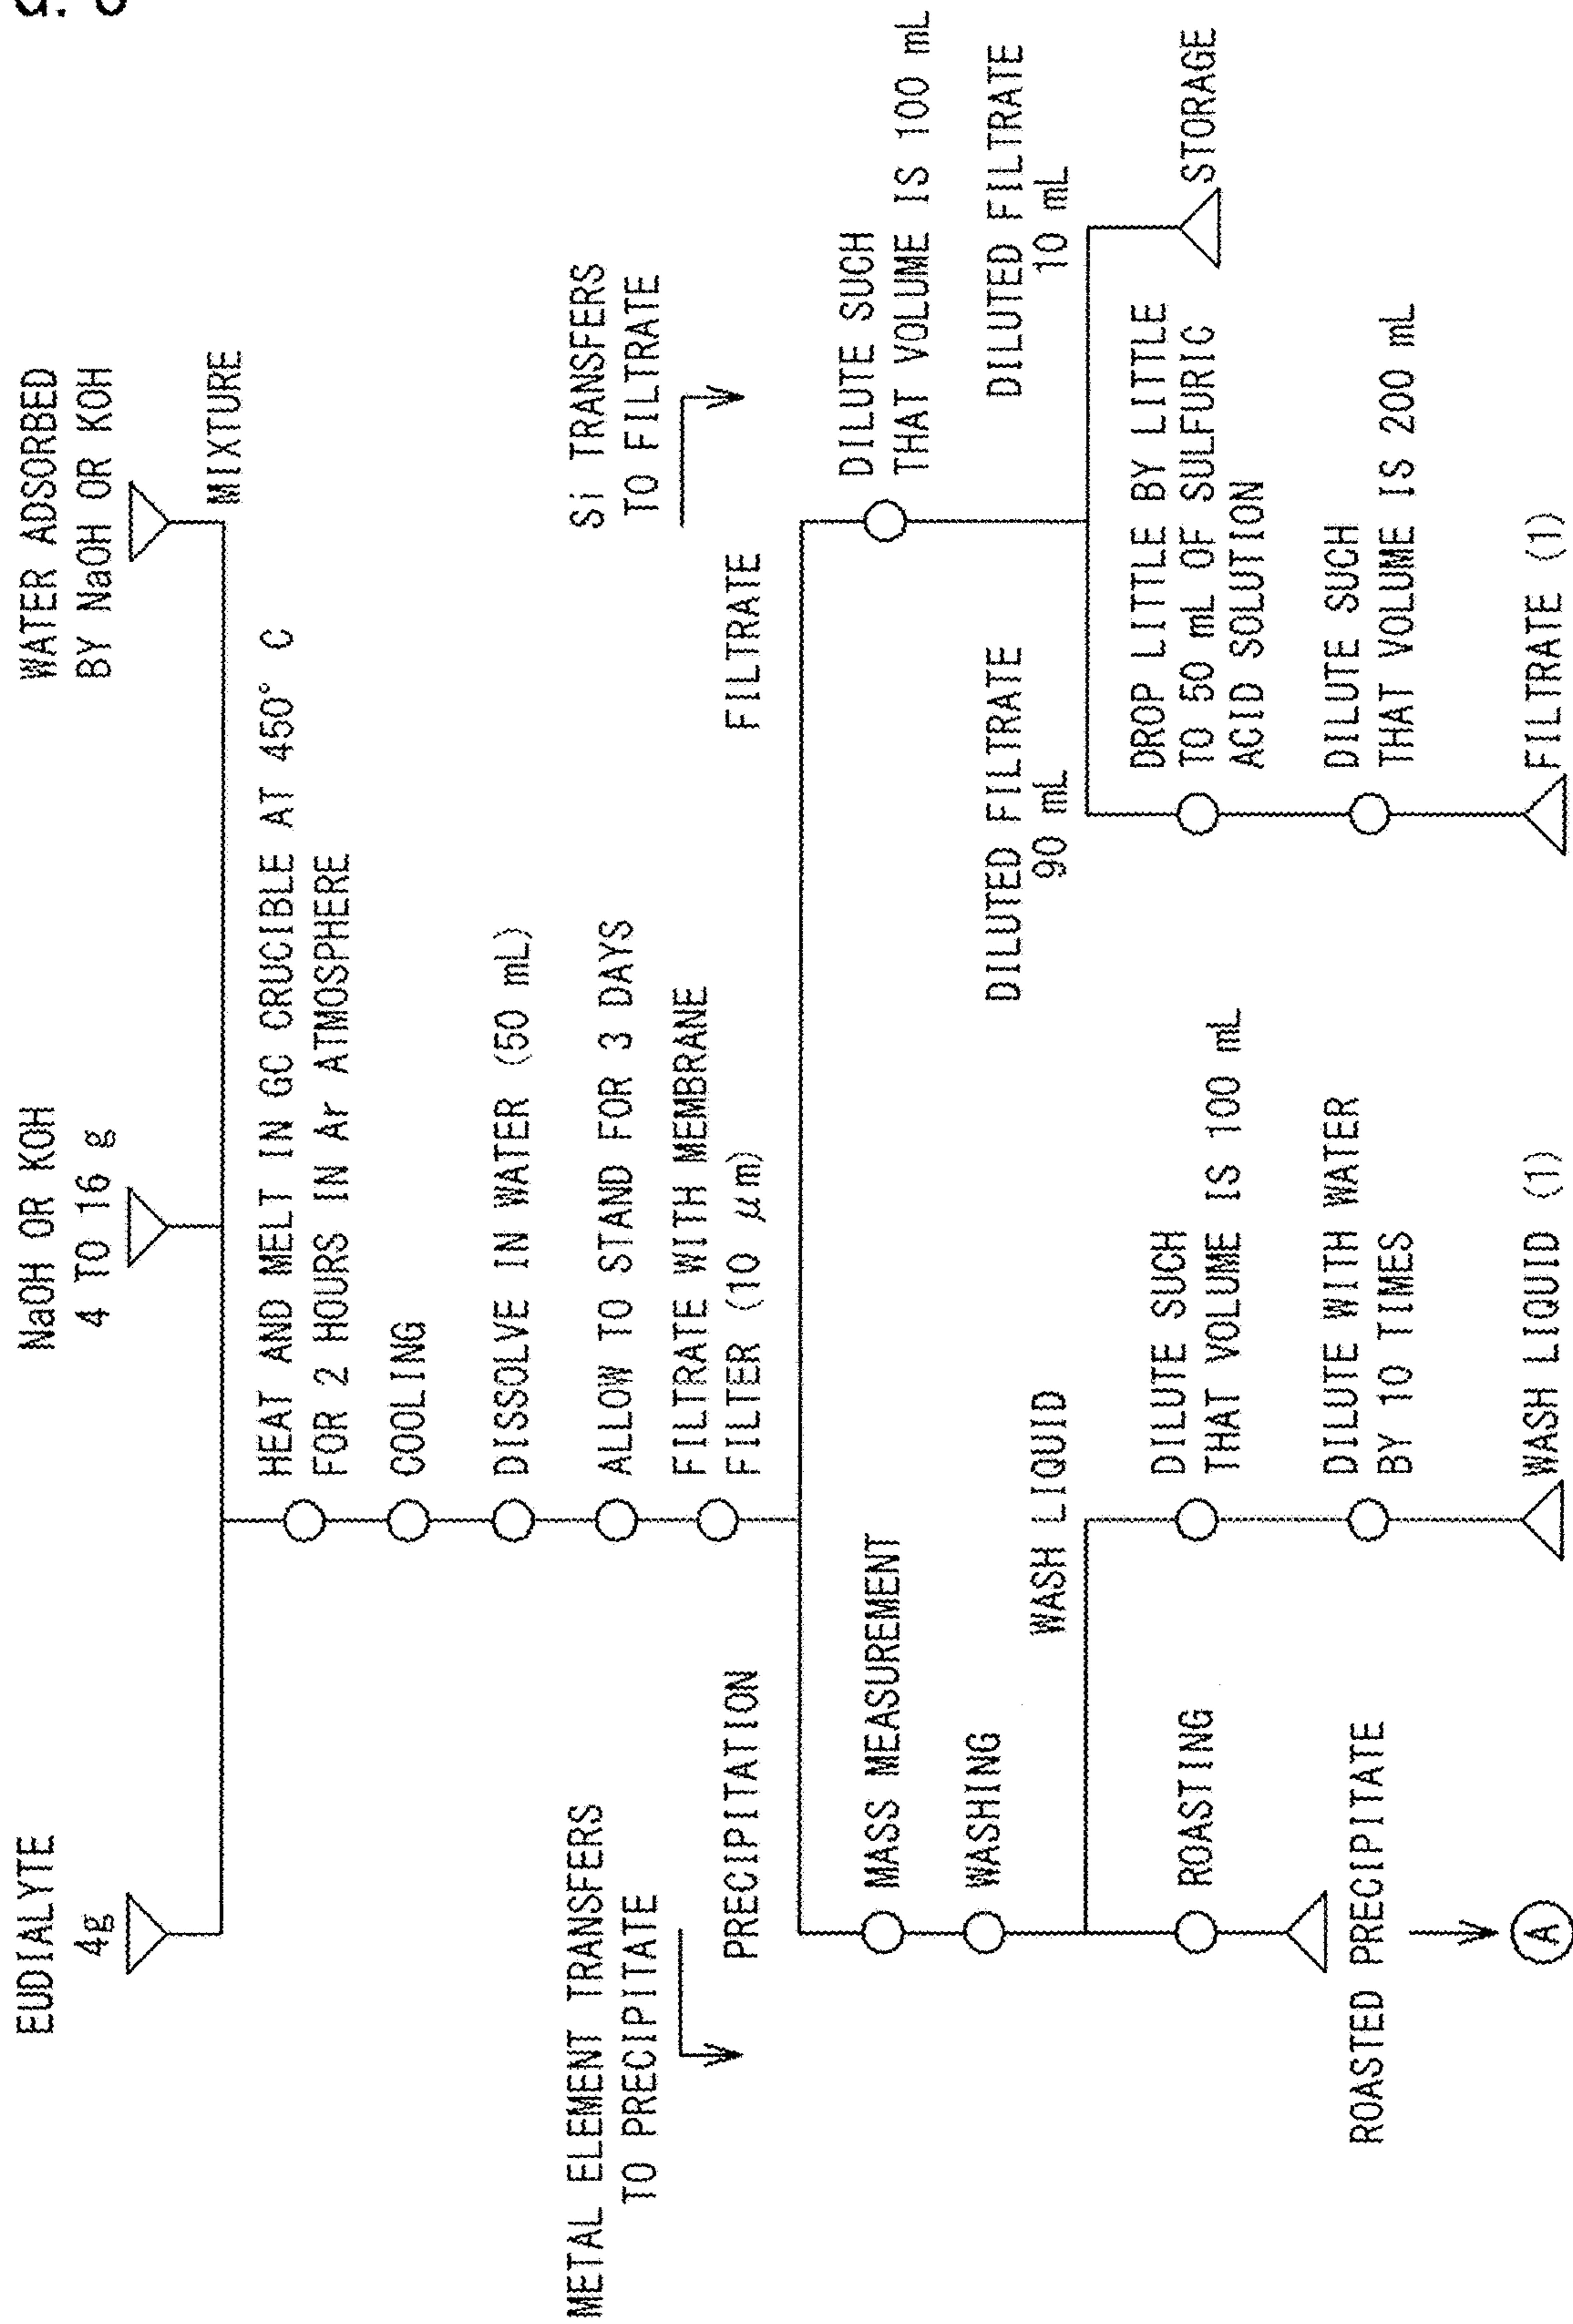 EUDIALYTE
4g
NaOH OR KOH
4 TO 16 g
WATER ADSORBED
BY NaOH OR KOH
MIXTURE
HEAT AND MELT IN GC CRUCIBLE AT 450° C
FOR 2 HOURS IN Ar ATMOSPHERE
COOLING
DISSOLVE IN WATER (50 mL)
ALLOW TO STAND FOR 3 DAYS
FILTRATE WITH MEMBRANE
FILTER (10 μm)
METAL ELEMENT TRANSFERS
TO PRECIPITATE
Si TRANSFERS
TO FILTRATE
PRECIPITATION
FILTRATE
MASS MEASUREMENT
WASHING
WASH LIQUID
ROASTING
ROASTED PRECIPITATE
A
DILUTE SUCH
THAT VOLUME IS 100 mL
DILUTE WITH WATER
BY 10 TIMES
WASH LIQUID (1)
DILUTE SUCH
THAT VOLUME IS 100 mL
DILUTED FILTRATE
90 mL
DILUTED FILTRATE
10 mL
DROP LITTLE BY LITTLE
TO 50 mL OF SULFURIC
ACID SOLUTION
DILUTE SUCH
THAT VOLUME IS 200 mL
FILTRATE (1)
STORAGE